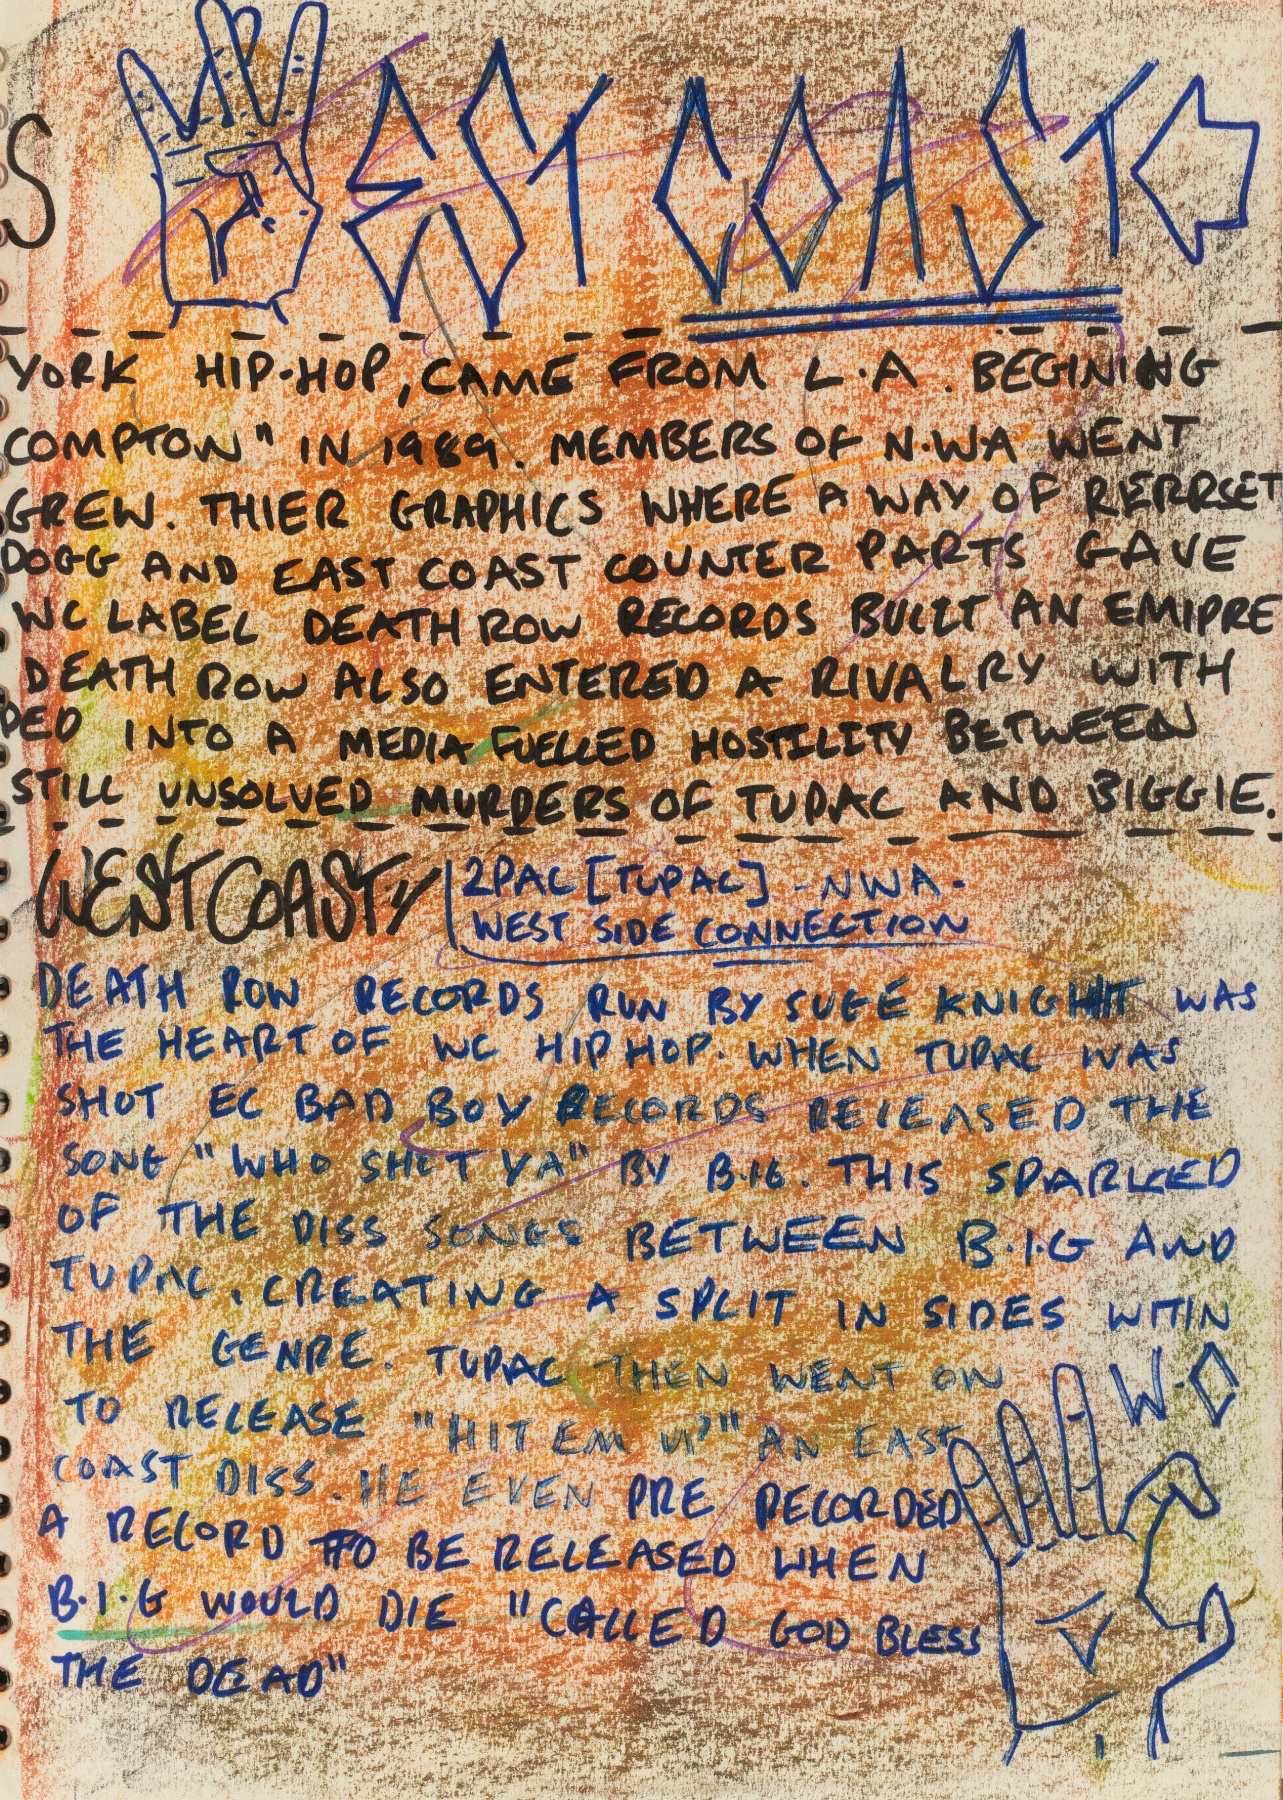 S WEST COAST
YORK HIP-HOP, CAME FROM L.A. BEGINING
COMPTON" IN 1989. MEMBERS OF N.WA WENT
GREW. THIER GRAPHICS WHERE A WAY OF RERRSET
DOGG AND EAST COAST COUNTER PARTS GAVE
WC LABEL DEATH ROW RECORDS BUILT AN EMIPRE
DEATH ROW ALSO ENTERED A RIVALRY WITH
DED INTO A MEDIA FUELLED HOSTILITY BETWEEN
STILL UNSOLVED MURDERS OF TUPAC AND BIGGIE.
WEST COAST
2PAC [TUPAC] - NWA -
WEST SIDE CONNECTION
DEATH ROW RECORDS RUN BY SUGE KNIGHT WAS
THE HEART OF WC HIP HOP. WHEN TUPAC WAS
SHOT EC BAD BOY RECORDS RELEASED THE
SONG "WHO SHOT YA" BY B.IG. THIS SPARKED
OF THE DISS SONGS BETWEEN B.I.G AND
TUPAC, CREATING A SPLIT IN SIDES WITIN
THE GENRE. TUPAC THEN WENT ON
TO RELEASE "HIT EM UP" AN EAST
COAST DISS. HE EVEN PRE RECORDED
A RECORD TO BE RELEASED WHEN
B.I.G WOULD DIE "CALLED GOD BLESS
THE DEAD"
W.O